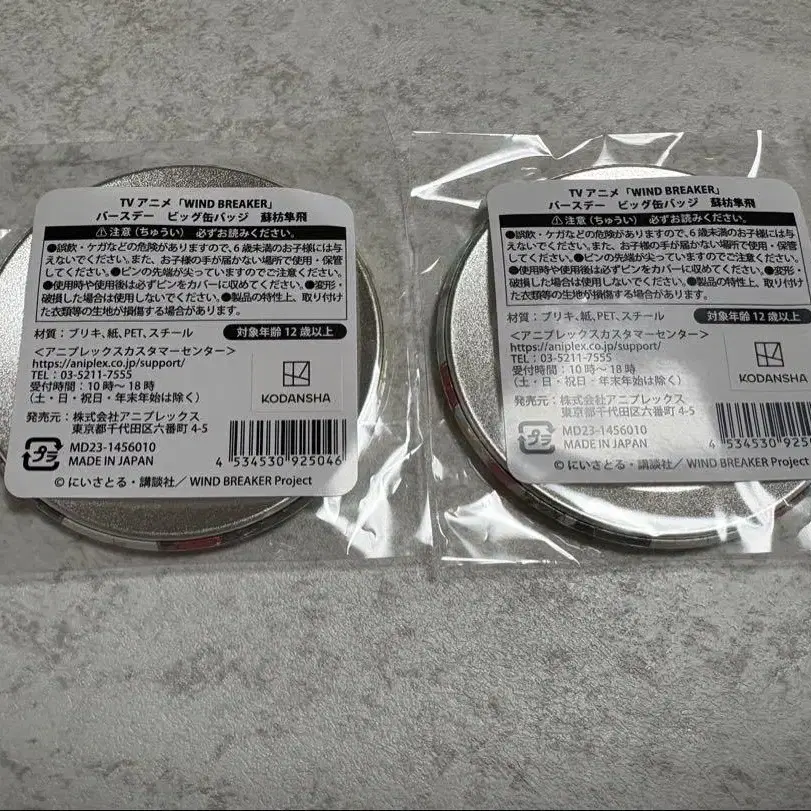 TV アニメ「WIND BREAKER」
バースデー ビッグ缶バッジ 蘇枋隼飛
⚠注意（ちゅうい） 必ずお読みください。
●誤飲・ケガなどの危険がありますので、6歳未満のお子様には与
えないでください。また、お子様の手が届かない場所で使用・保管
してください。●ピンの先端が尖っていますのでご注意ください。
●使用時や使用後は必ずピンをカバーに収めてください。●変形・
破損した場合は使用しないでください。●製品の特性上、取り付け
た衣類等の生地が損傷する場合があります。
材質：ブリキ、紙、PET、スチール
対象年齢 12 歳以上
＜アニプレックスカスタマーセンター＞
https://aniplex.co.jp/support/
TEL：03-5211-7555
受付時間：10 時～18 時
（土・日・祝日・年末年始は除く）
KODANSHA
発売元：株式会社アニプレックス
東京都千代田区六番町 4-5
プラ
MD23-1456010
MADE IN JAPAN
4 534530 925046
© にいさとる・講談社／ WIND BREAKER Project
TV アニメ「WIND BREAKER」
バースデー ビッグ缶バッジ 蘇枋隼飛
⚠注意（ちゅうい） 必ずお読みください。
●誤飲・ケガなどの危険がありますので、6歳未満のお子様には与
えないでください。また、お子様の手が届かない場所で使用・保管
してください。●ピンの先端が尖っていますのでご注意ください。
●使用時や使用後は必ずピンをカバーに収めてください。●変形・
破損した場合は使用しないでください。●製品の特性上、取り付け
た衣類等の生地が損傷する場合があります。
材質：ブリキ、紙、PET、スチール
対象年齢 12 歳以上
＜アニプレックスカスタマーセンター＞
https://aniplex.co.jp/support/
TEL：03-5211-7555
受付時間：10 時～18 時
（土・日・祝日・年末年始は除く）
KODANSHA
発売元：株式会社アニプレックス
東京都千代田区六番町 4-5
プラ
MD23-1456010
MADE IN JAPAN
4 534530 925
© にいさとる・講談社／ WIND BREAKER Project